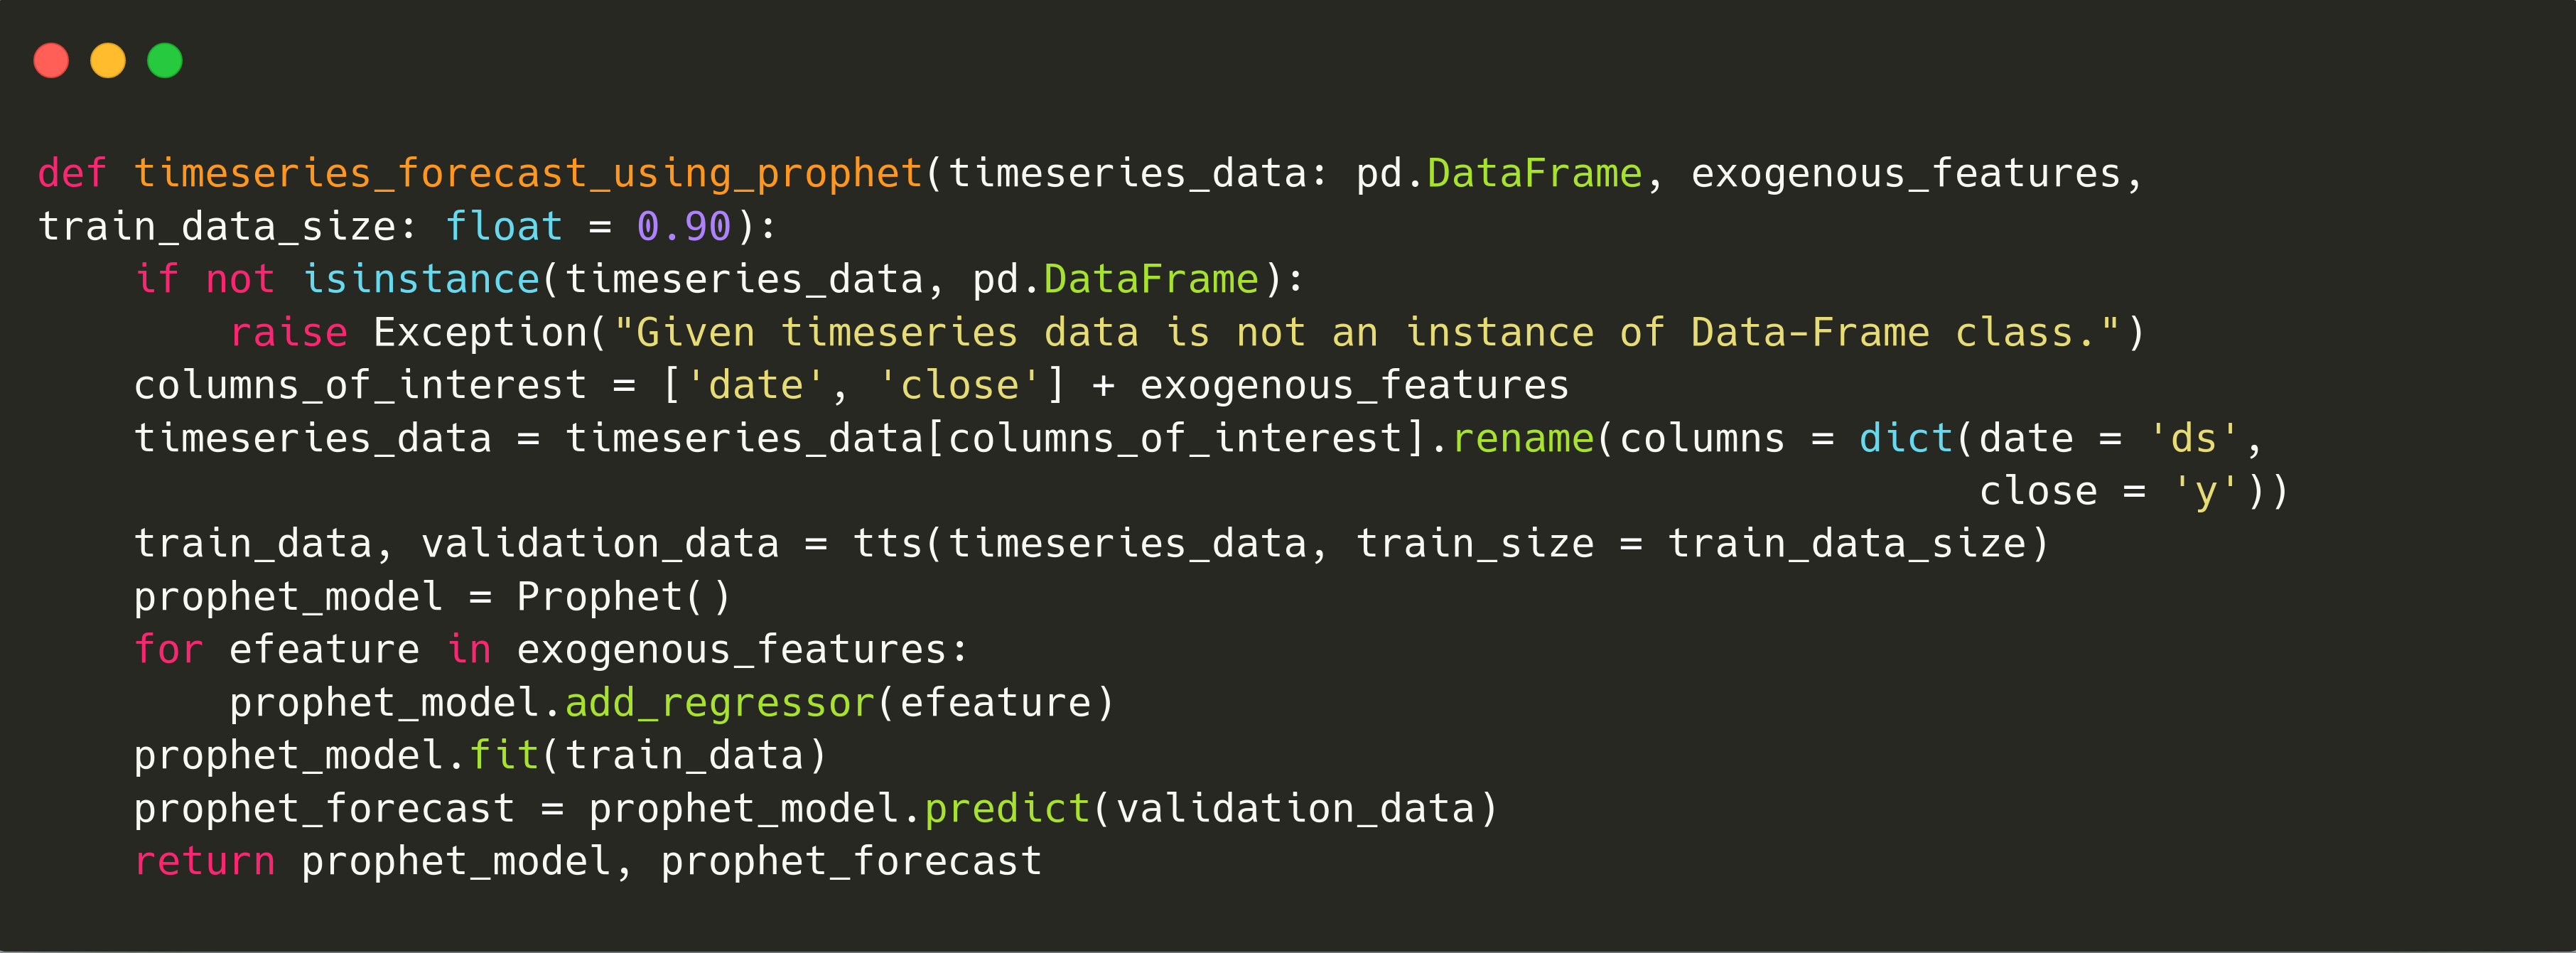 def timeseries_forecast_using_prophet(timeseries_data: pd.DataFrame, exogenous_features,
train_data_size: float = 0.90):
    if not isinstance(timeseries_data, pd.DataFrame):
        raise Exception("Given timeseries data is not an instance of Data-Frame class.")
    columns_of_interest = ['date', 'close'] + exogenous_features
    timeseries_data = timeseries_data[columns_of_interest].rename(columns = dict(date = 'ds',
                                                                                 close = 'y'))
    train_data, validation_data = tts(timeseries_data, train_size = train_data_size)
    prophet_model = Prophet()
    for efeature in exogenous_features:
        prophet_model.add_regressor(efeature)
    prophet_model.fit(train_data)
    prophet_forecast = prophet_model.predict(validation_data)
    return prophet_model, prophet_forecast